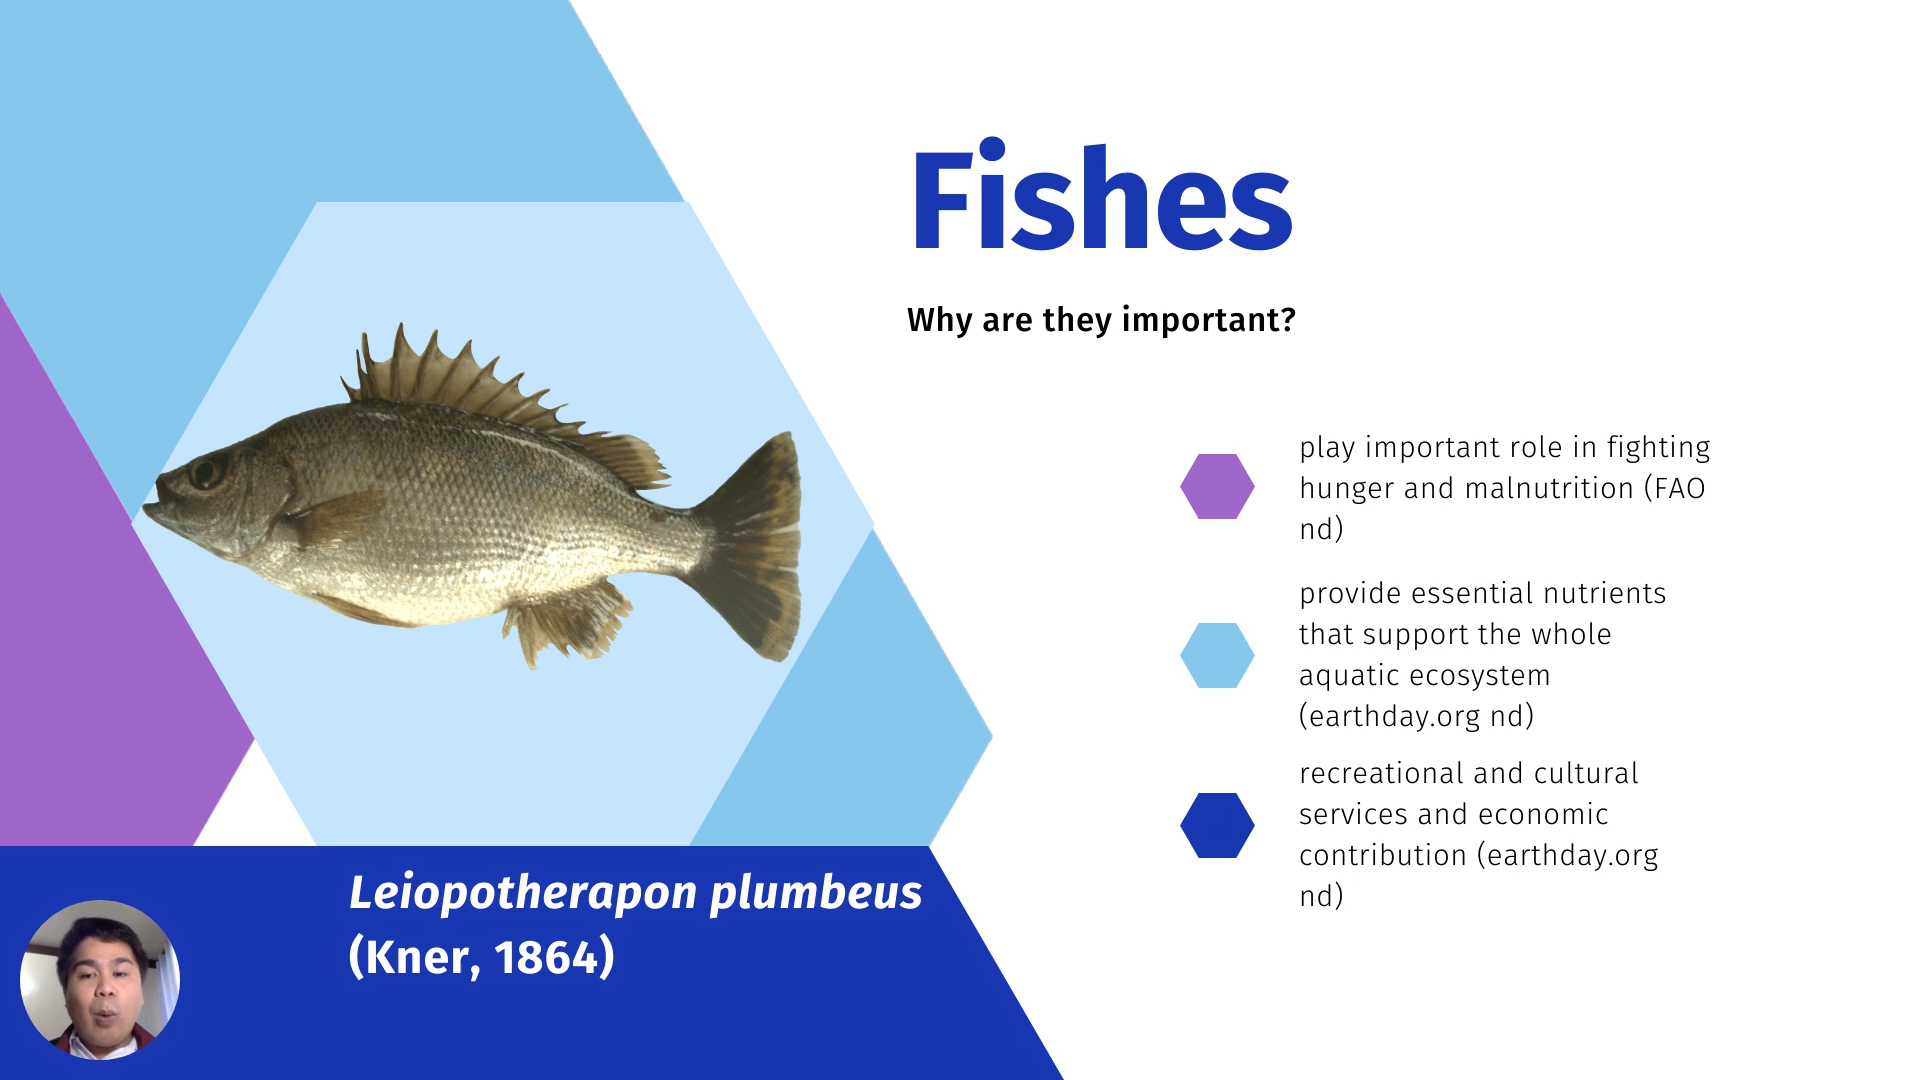 Fishes
Why are they important?
play important role in fighting
hunger and malnutrition (FAO
nd)
provide essential nutrients
that support the whole
aquatic ecosystem
(earthday.org nd)
recreational and cultural
services and economic
contribution (earthday.org
nd)
Leiopotherapon plumbeus
(Kner, 1864)